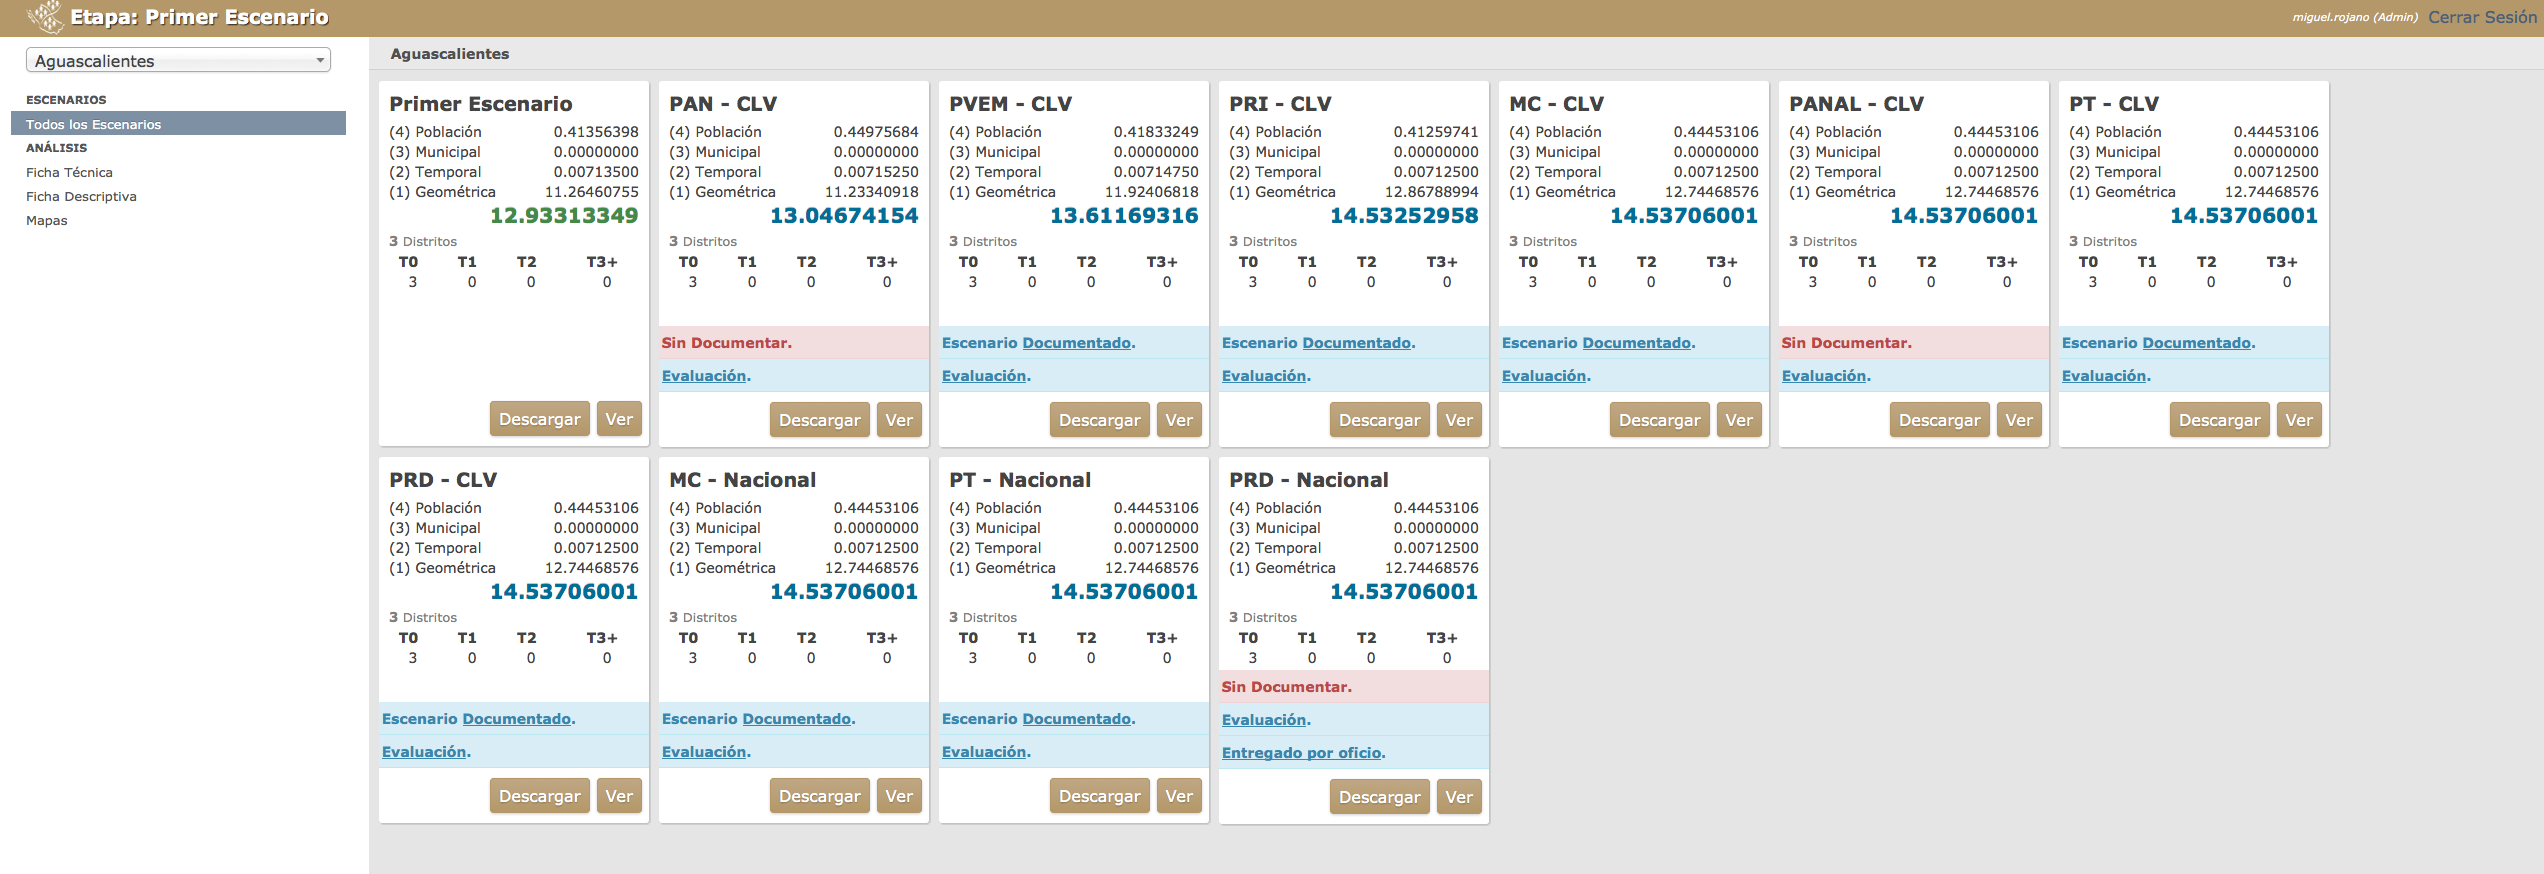 Etapa: Primer Escenario
miguel.rojano (Admin) Cerrar Sesión
Aguascalientes
ESCENARIOS
Todos los Escenarios
ANÁLISIS
Ficha Técnica
Ficha Descriptiva
Mapas
Aguascalientes
Primer Escenario
(4) Población 0.41356398
(3) Municipal 0.00000000
(2) Temporal 0.00713500
(1) Geométrica 11.26460755
12.93313349
3 Distritos
T0 T1 T2 T3+
3 0 0 0
Descargar Ver
PAN - CLV
(4) Población 0.44975684
(3) Municipal 0.00000000
(2) Temporal 0.00715250
(1) Geométrica 11.23340918
13.04674154
3 Distritos
T0 T1 T2 T3+
3 0 0 0
Sin Documentar.
Evaluación.
Descargar Ver
PVEM - CLV
(4) Población 0.41833249
(3) Municipal 0.00000000
(2) Temporal 0.00714750
(1) Geométrica 11.92406818
13.61169316
3 Distritos
T0 T1 T2 T3+
3 0 0 0
Escenario Documentado.
Evaluación.
Descargar Ver
PRI - CLV
(4) Población 0.41259741
(3) Municipal 0.00000000
(2) Temporal 0.00712500
(1) Geométrica 12.86788994
14.53252958
3 Distritos
T0 T1 T2 T3+
3 0 0 0
Escenario Documentado.
Evaluación.
Descargar Ver
MC - CLV
(4) Población 0.44453106
(3) Municipal 0.00000000
(2) Temporal 0.00712500
(1) Geométrica 12.74468576
14.53706001
3 Distritos
T0 T1 T2 T3+
3 0 0 0
Escenario Documentado.
Evaluación.
Descargar Ver
PANAL - CLV
(4) Población 0.44453106
(3) Municipal 0.00000000
(2) Temporal 0.00712500
(1) Geométrica 12.74468576
14.53706001
3 Distritos
T0 T1 T2 T3+
3 0 0 0
Sin Documentar.
Evaluación.
Descargar Ver
PT - CLV
(4) Población 0.44453106
(3) Municipal 0.00000000
(2) Temporal 0.00712500
(1) Geométrica 12.74468576
14.53706001
3 Distritos
T0 T1 T2 T3+
3 0 0 0
Escenario Documentado.
Evaluación.
Descargar Ver
PRD - CLV
(4) Población 0.44453106
(3) Municipal 0.00000000
(2) Temporal 0.00712500
(1) Geométrica 12.74468576
14.53706001
3 Distritos
T0 T1 T2 T3+
3 0 0 0
Escenario Documentado.
Evaluación.
Descargar Ver
MC - Nacional
(4) Población 0.44453106
(3) Municipal 0.00000000
(2) Temporal 0.00712500
(1) Geométrica 12.74468576
14.53706001
3 Distritos
T0 T1 T2 T3+
3 0 0 0
Escenario Documentado.
Evaluación.
Descargar Ver
PT - Nacional
(4) Población 0.44453106
(3) Municipal 0.00000000
(2) Temporal 0.00712500
(1) Geométrica 12.74468576
14.53706001
3 Distritos
T0 T1 T2 T3+
3 0 0 0
Escenario Documentado.
Evaluación.
Descargar Ver
PRD - Nacional
(4) Población 0.44453106
(3) Municipal 0.00000000
(2) Temporal 0.00712500
(1) Geométrica 12.74468576
14.53706001
3 Distritos
T0 T1 T2 T3+
3 0 0 0
Sin Documentar.
Evaluación.
Entregado por oficio.
Descargar Ver